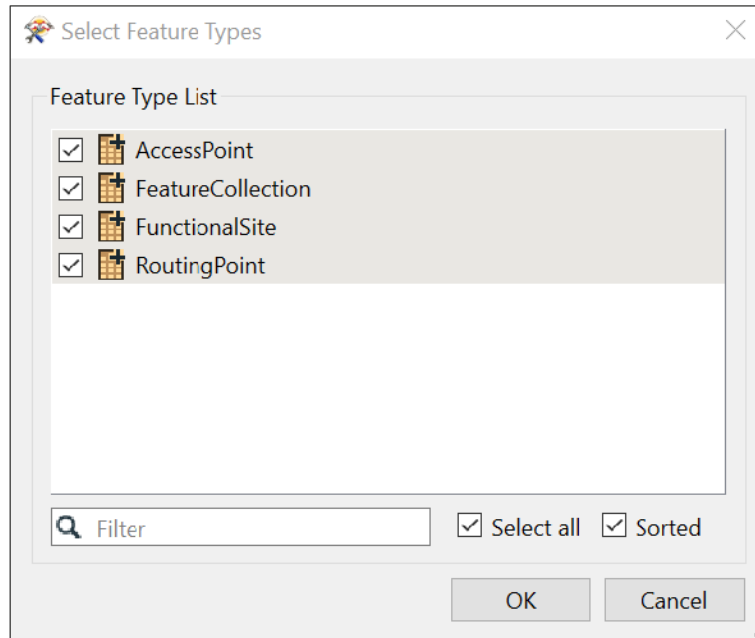 Select Feature Types
Feature Type List
AccessPoint
FeatureCollection
FunctionalSite
RoutingPoint
Filter
Select all
Sorted
OK
Cancel